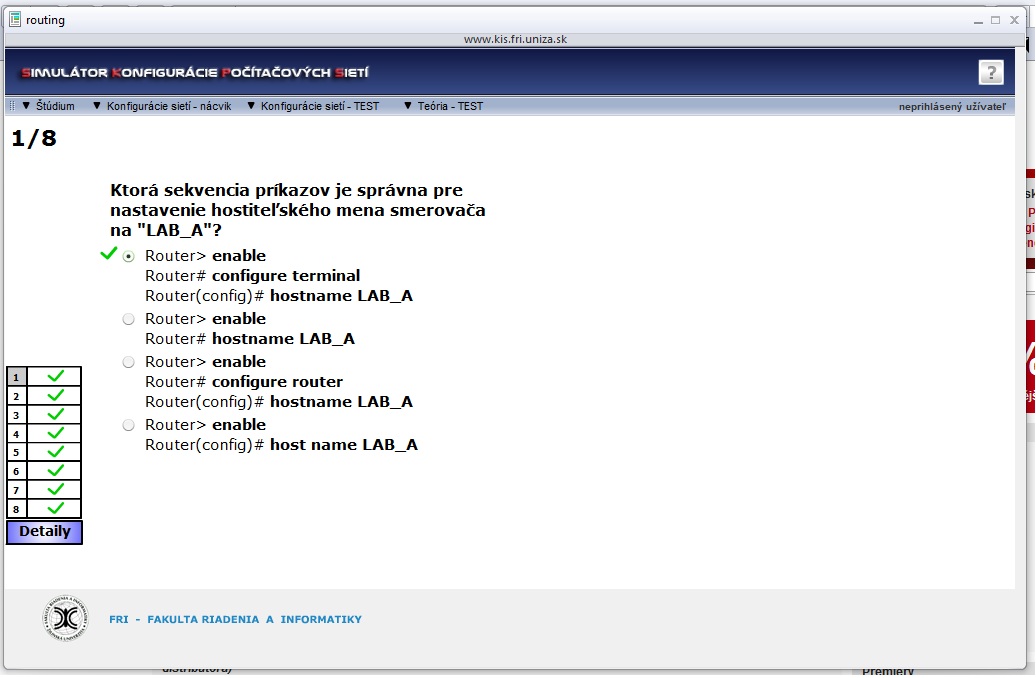 routing
www.kis.fri.uniza.sk
SIMULÁTOR KONFIGURÁCIE POČÍTAČOVÝCH SIETÍ
?
▼ Štúdium ▼ Konfigurácie sietí - nácvik ▼ Konfigurácie sietí - TEST ▼ Teória - TEST neprihlásený užívateľ
1/8
Ktorá sekvencia príkazov je správna pre
nastavenie hostiteľského mena smerovača
na "LAB_A"?
Router> enable
Router# configure terminal
Router(config)# hostname LAB_A
Router> enable
Router# hostname LAB_A
Router> enable
Router# configure router
Router(config)# hostname LAB_A
Router> enable
Router(config)# host name LAB_A
1
2
3
4
5
6
7
8
Detaily
FRI - FAKULTA RIADENIA A INFORMATIKY
distribútora)
Premiéry